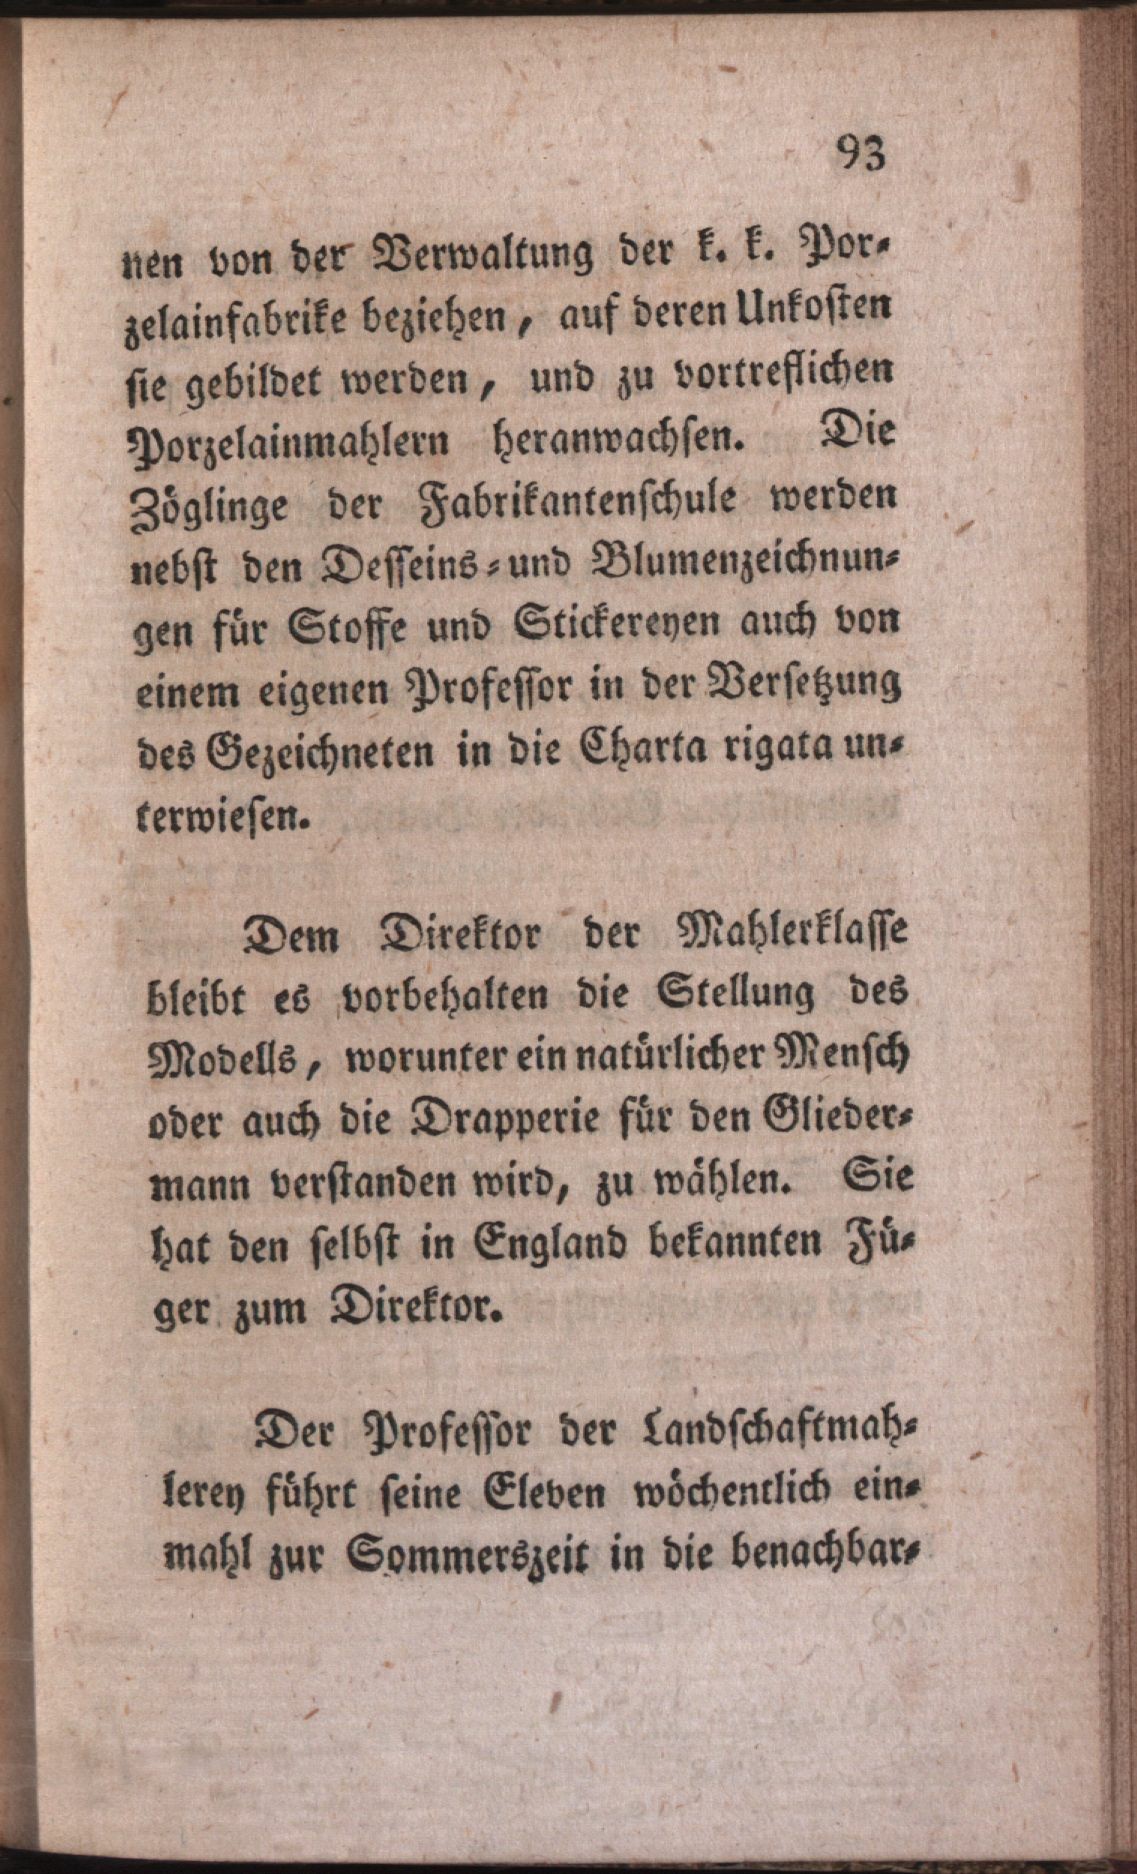 93
nen von der Verwaltung der k. k. Por-
zelainfabrike beziehen, auf deren Unkosten
sie gebildet werden, und zu vortreflichen
Porzelainmahlern heranwachsen. Die
Zöglinge der Fabrikantenschule werden
nebst den Desseins-und Blumenzeichnun-
gen für Stoffe und Stickereyen auch von
einem eigenen Professor in der Versetzung
des Gezeichneten in die Charta rigata un-
terwiesen.
Dem Direktor der Mahlerklasse
bleibt es vorbehalten die Stellung des
Modells, worunter ein natürlicher Mensch
oder auch die Drapperie für den Glieder-
mann verstanden wird, zu wählen. Sie
hat den selbst in England bekannten Fü-
ger zum Direktor.
Der Professor der Landschaftmah-
lerey führt seine Eleven wöchentlich ein-
mahl zur Sommerszeit in die benachbar-